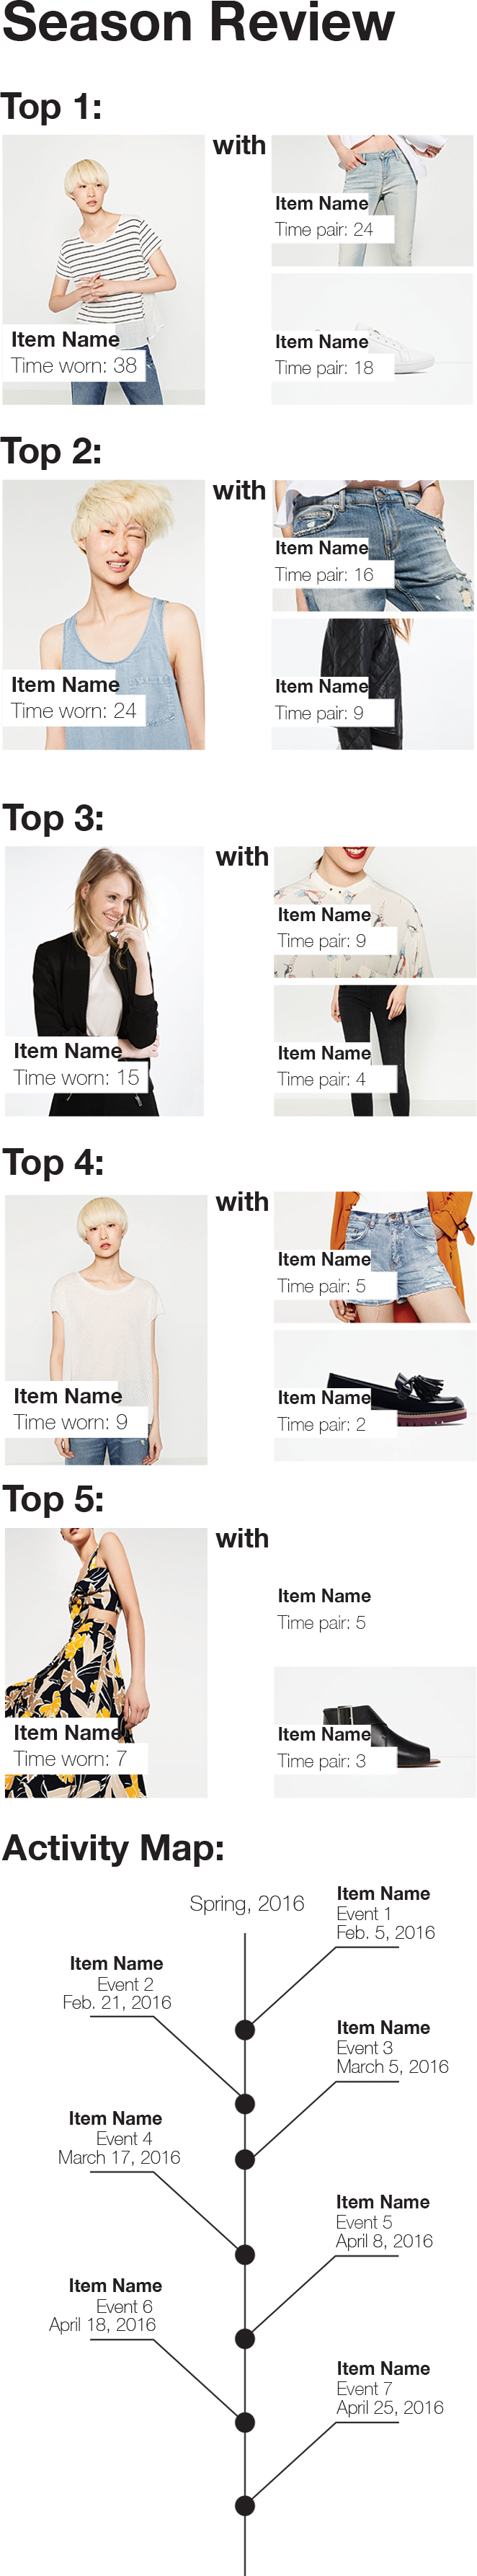 Season Review
Top 1:
with
Item Name
Time worn: 38
Item Name
Time pair: 24
Item Name
Time pair: 18
Top 2:
with
Item Name
Time worn: 24
Item Name
Time pair: 16
Item Name
Time pair: 9
Top 3:
with
Item Name
Time worn: 15
Item Name
Time pair: 9
Item Name
Time pair: 4
Top 4:
with
Item Name
Time worn: 9
Item Name
Time pair: 5
Item Name
Time pair: 2
Top 5:
with
Item Name
Time worn: 7
Item Name
Time pair: 5
Item Name
Time pair: 3
Activity Map:
Spring, 2016
Item Name
Event 1
Feb. 5, 2016
Item Name
Event 2
Feb. 21, 2016
Item Name
Event 3
March 5, 2016
Item Name
Event 4
March 17, 2016
Item Name
Event 5
April 8, 2016
Item Name
Event 6
April 18, 2016
Item Name
Event 7
April 25, 2016